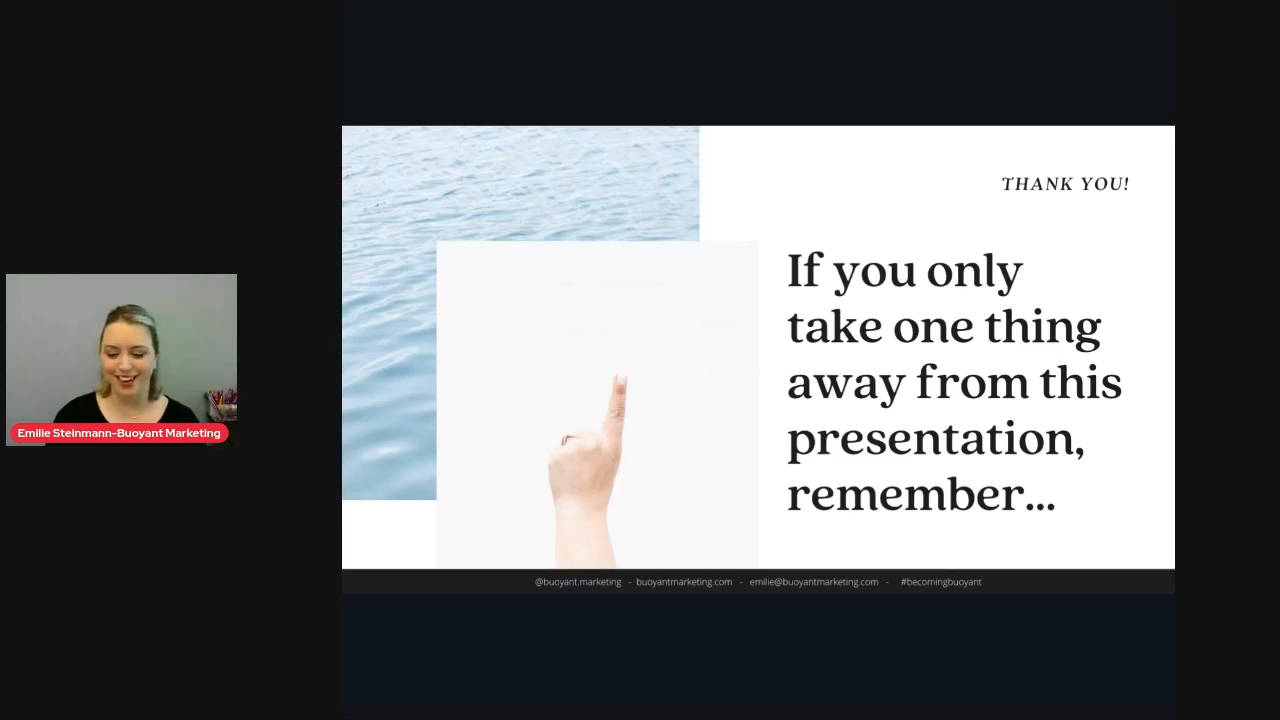 THANK YOU!
If you only
take one thing
away from this
presentation,
remember...
Emilie Steinmann-Buoyant Marketing
@buoyant.marketing - buoyantmarketing.com - emilie@buoyantmarketing.com - #becomingbuoyant